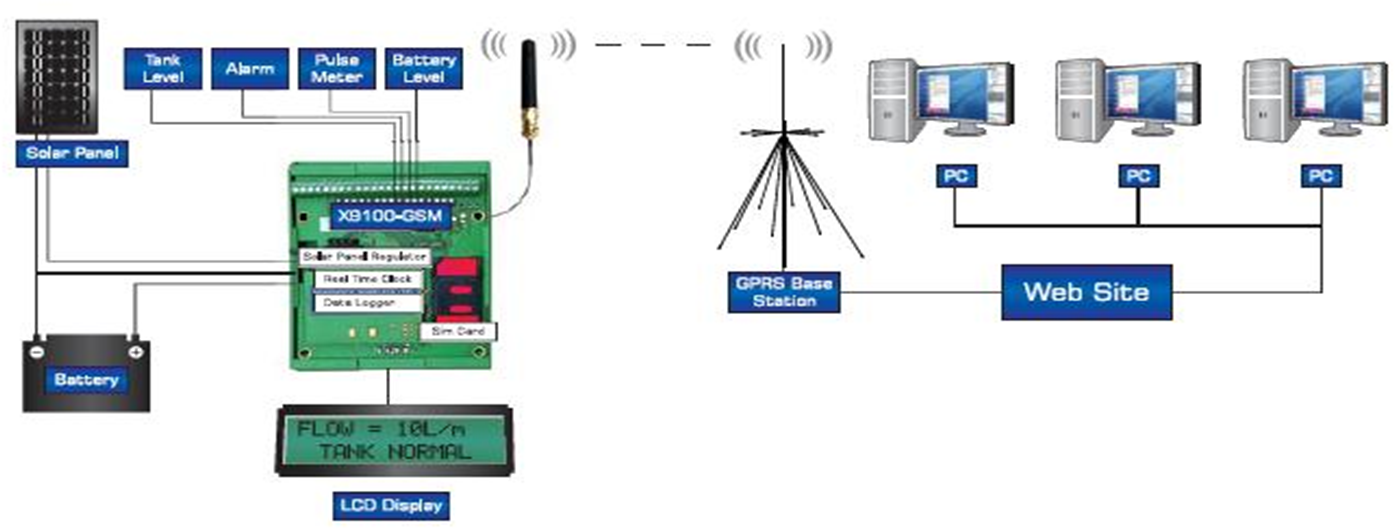 Solar Panel
Tank
Level
Alarm
Pulse
Meter
Battery
Level
X9100-GSM
Solar Panel Regulator
Real Time Clock
Data Logger
Sim Card
Battery
FLOW = 10L/m
TANK NORMAL
LCD Display
GPRS Base
Station
Web Site
PC
PC
PC